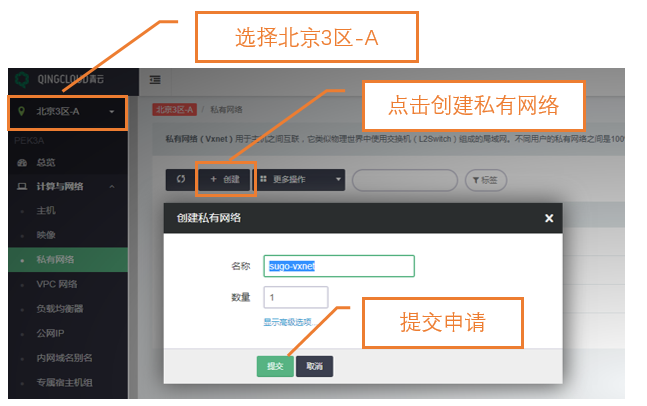 选择北京3区-A
QINGCLOUD青云
北京3区-A
北京3区-A / 私有网络
点击创建私有网络
PEK3A
私有网络（Vxnet）用于主机之间互联，它类似物理世界中使用交换机（L2Switch）组成的局域网。不同用户的私有网络之间是100%
总览
创建
更多操作
标签
计算与网络
主机
创建私有网络
映像
私有网络
名称 sugo-vxnet
VPC 网络
数量 1
负载均衡器
显示高级选项
提交申请
公网IP
内网域名别名
提交 取消
专属宿主机组